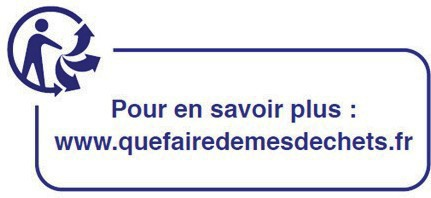 Pour en savoir plus :
www.quefairedemesdechets.fr